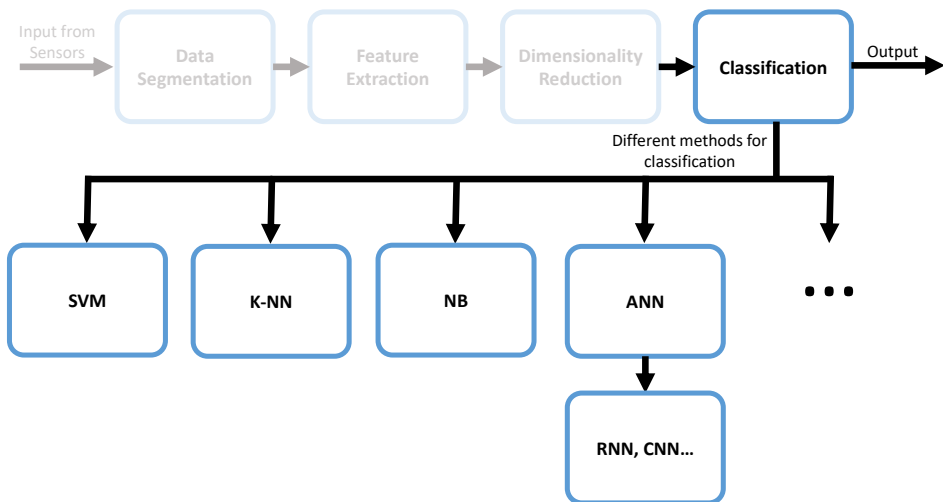 Input from
Sensors
Data
Segmentation
Feature
Extraction
Dimensionality
Reduction
Classification
Output
Different methods for
classification
SVM
K-NN
NB
ANN
...
RNN, CNN...